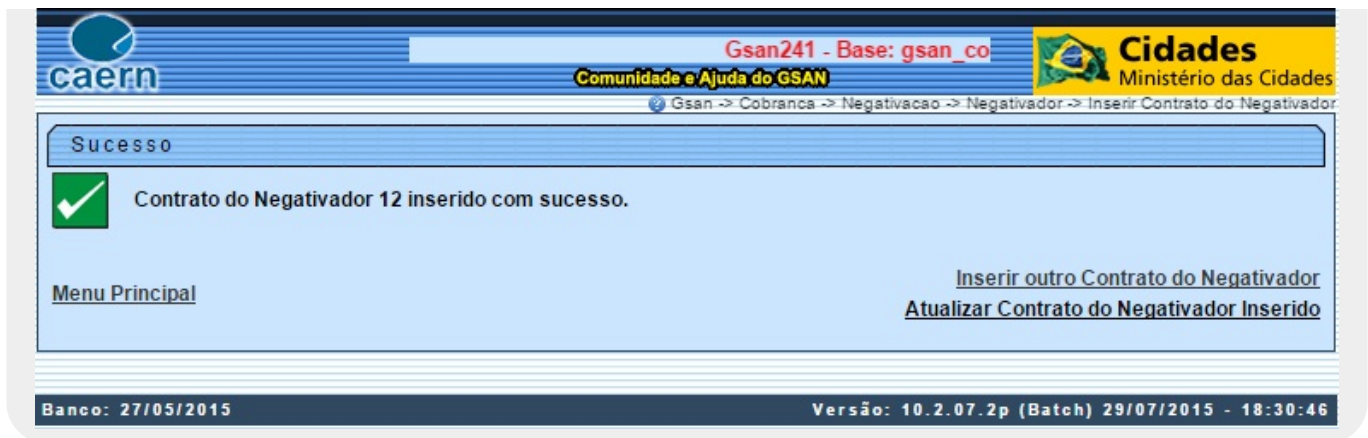 caern
Gsan241 - Base: gsan_co
Comunidade e Ajuda do GSAN
Cidades
Ministério das Cidades
Gsan -> Cobranca -> Negativacao -> Negativador -> Inserir Contrato do Negativador
Sucesso
Contrato do Negativador 12 inserido com sucesso.
Inserir outro Contrato do Negativador
Menu Principal
Atualizar Contrato do Negativador Inserido
Banco: 27/05/2015 Versão: 10.2.07.2p (Batch) 29/07/2015 - 18:30:46